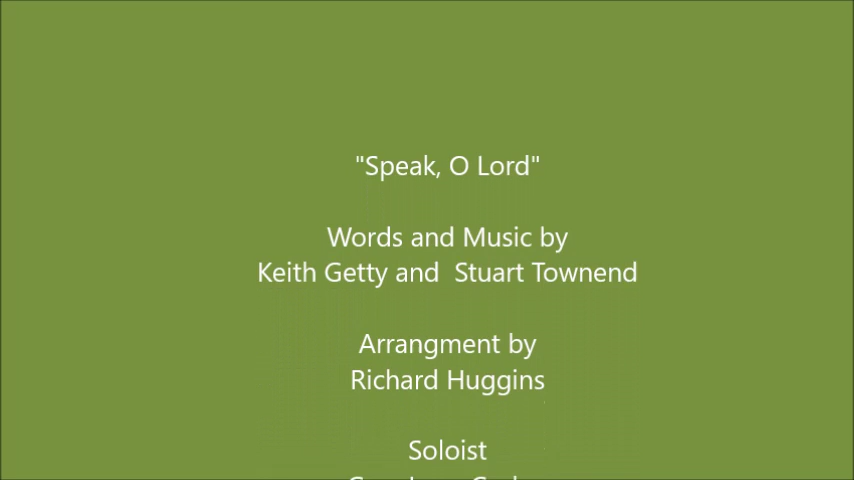 "Speak, O Lord"
Words and Music by
Keith Getty and  Stuart Townend
Arrangment by
Richard Huggins
Soloist